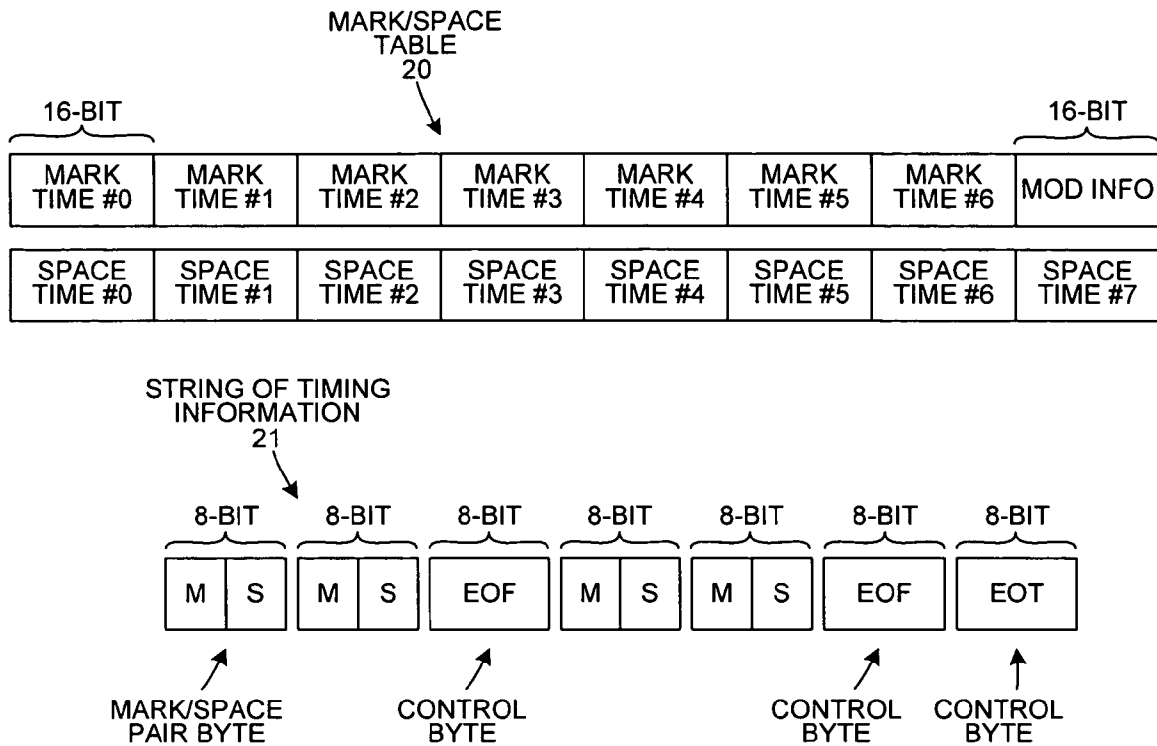 MARK/SPACE
TABLE
20
16-BIT
16-BIT
MARK TIME #0
MARK TIME #1
MARK TIME #2
MARK TIME #3
MARK TIME #4
MARK TIME #5
MARK TIME #6
MOD INFO
SPACE TIME #0
SPACE TIME #1
SPACE TIME #2
SPACE TIME #3
SPACE TIME #4
SPACE TIME #5
SPACE TIME #6
SPACE TIME #7
STRING OF TIMING
INFORMATION
21
8-BIT 8-BIT 8-BIT 8-BIT 8-BIT 8-BIT 8-BIT
M S M S EOF M S M S EOF EOT
MARK/SPACE
PAIR BYTE
CONTROL
BYTE
CONTROL
BYTE
CONTROL
BYTE